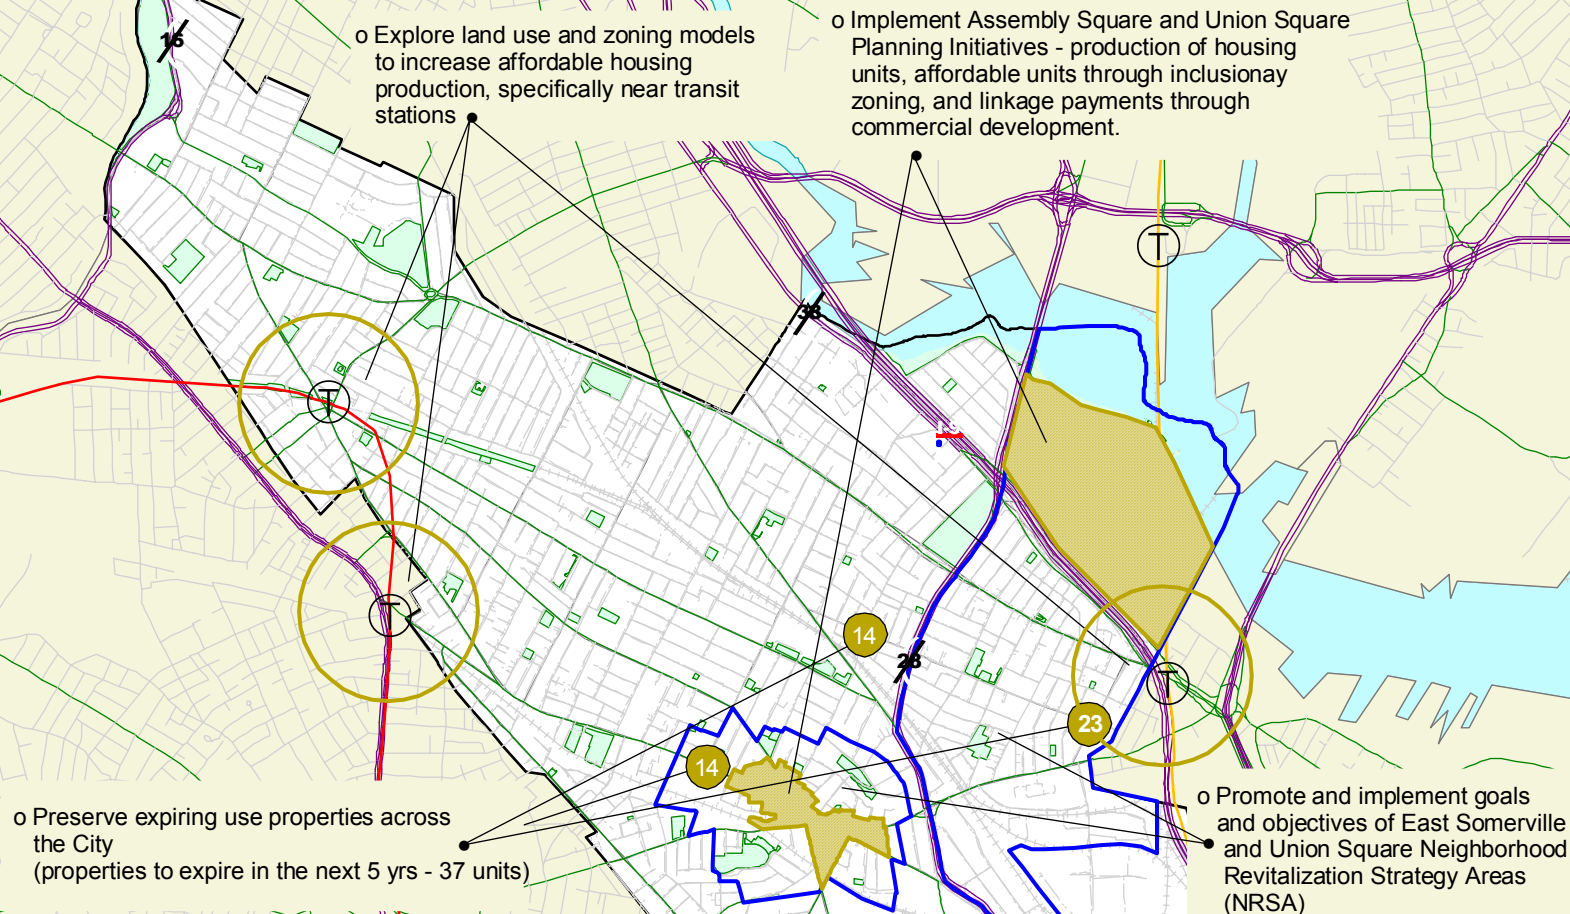 o Explore land use and zoning models
to increase affordable housing
production, specifically near transit
stations
o Implement Assembly Square and Union Square
Planning Initiatives - production of housing
units, affordable units through inclusionay
zoning, and linkage payments through
commercial development.
16
T
38
T
T
14
28
T
23
14
o Preserve expiring use properties across
the City
(properties to expire in the next 5 yrs - 37 units)
o Promote and implement goals
and objectives of East Somerville
and Union Square Neighborhood
Revitalization Strategy Areas
(NRSA)